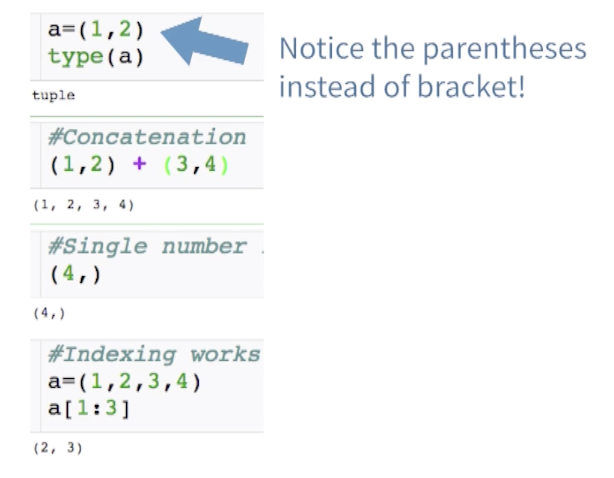 a=(1,2)
type(a)
Notice the parentheses
instead of bracket!
tuple
#Concatenation
(1,2) + (3,4)
(1, 2, 3, 4)
#Single number
(4,)
(4,)
#Indexing works
a=(1,2,3,4)
a[1:3]
(2, 3)